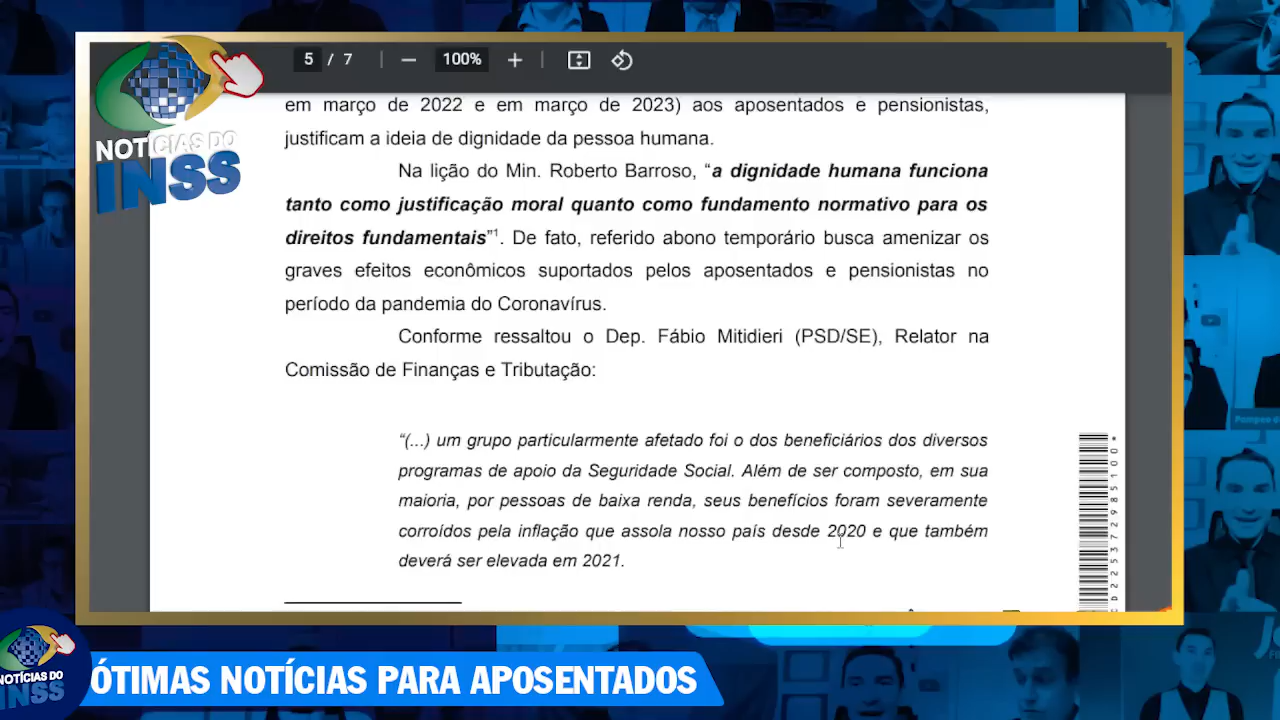 5 / 7
100%
em março de 2022 e em março de 2023) aos aposentados e pensionistas,
justificam a ideia de dignidade da pessoa humana.
Na lição do Min. Roberto Barroso, “a dignidade humana funciona
tanto como justificação moral quanto como fundamento normativo para os
direitos fundamentais”1. De fato, referido abono temporário busca amenizar os
graves efeitos econômicos suportados pelos aposentados e pensionistas no
período da pandemia do Coronavírus.
Conforme ressaltou o Dep. Fábio Mitidieri (PSD/SE), Relator na
Comissão de Finanças e Tributação:
“(...) um grupo particularmente afetado foi o dos beneficiários dos diversos
programas de apoio da Seguridade Social. Além de ser composto, em sua
maioria, por pessoas de baixa renda, seus benefícios foram severamente
corroídos pela inflação que assola nosso país desde 2020 e que também
deverá ser elevada em 2021.
CD225372985100*
NOTÍCIAS DO
INSS
NOTÍCIAS DO
INSS
ÓTIMAS NOTÍCIAS PARA APOSENTADOS